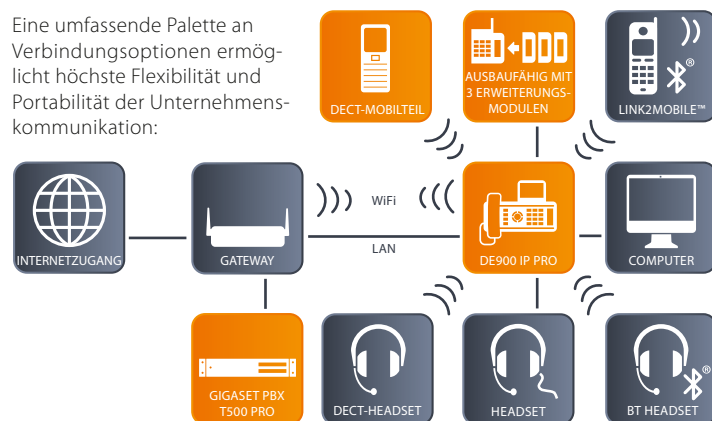 Eine umfassende Palette an
Verbindungsoptionen ermög-
licht höchste Flexibilität und
Portabilität der Unternehmens-
kommunikation:
DECT-MOBILTEIL
AUSBAUFÄHIG MIT
3 ERWEITERUNGS-
MODULEN
®
LINK2MOBILE™
INTERNETZUGANG
GATEWAY
WiFi
LAN
DE900 IP PRO
COMPUTER
GIGASET PBX
T500 PRO
DECT-HEADSET
HEADSET
®
BT HEADSET